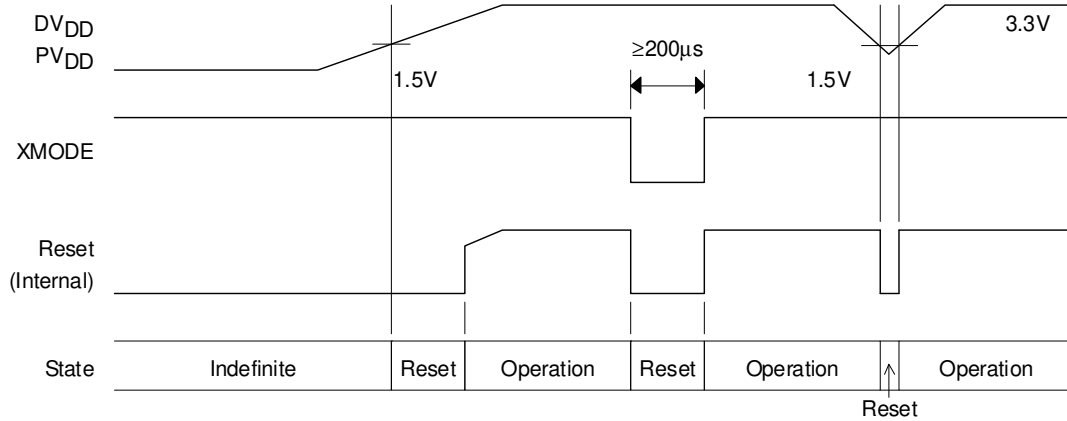 DVDD
PVDD
3.3V
≥200μs
1.5V
1.5V
XMODE
Reset
(Internal)
State
Indefinite
Reset
Operation
Reset
Operation
Operation
Reset